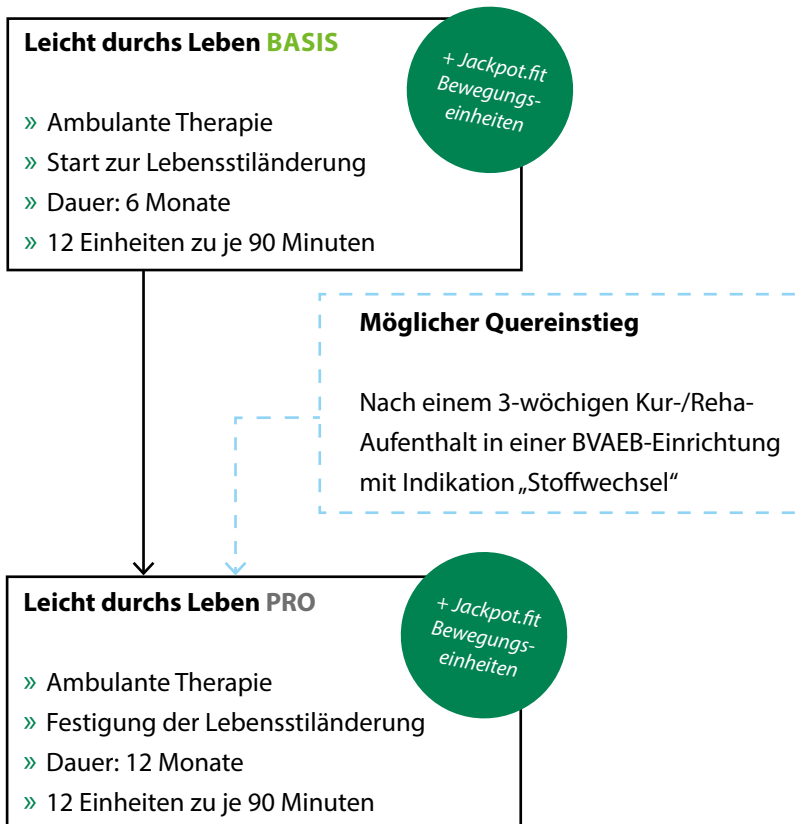 Leicht durchs Leben BASIS
+ Jackpot.fit
Bewegungs-
einheiten
» Ambulante Therapie
» Start zur Lebensstiländerung
» Dauer: 6 Monate
» 12 Einheiten zu je 90 Minuten
Möglicher Quereinstieg
Nach einem 3-wöchigen Kur-/Reha-
Aufenthalt in einer BVAEB-Einrichtung
mit Indikation „Stoffwechsel“
Leicht durchs Leben PRO
+ Jackpot.fit
Bewegungs-
einheiten
» Ambulante Therapie
» Festigung der Lebensstiländerung
» Dauer: 12 Monate
» 12 Einheiten zu je 90 Minuten